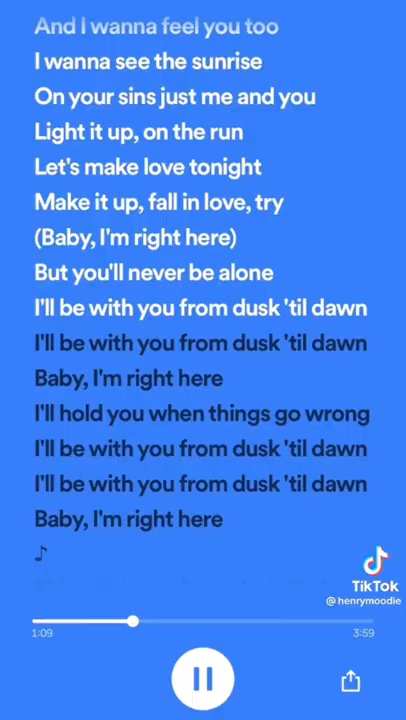 And I wanna feel you too
I wanna see the sunrise
On your sins just me and you
Light it up, on the run
Let's make love tonight
Make it up, fall in love, try
(Baby, I'm right here)
But you'll never be alone
I'll be with you from dusk 'til dawn
I'll be with you from dusk 'til dawn
Baby, I'm right here
I'll hold you when things go wrong
I'll be with you from dusk 'til dawn
I'll be with you from dusk 'til dawn
Baby, I'm right here
♪
TikTok
@henrymoodie
1:09
3:59